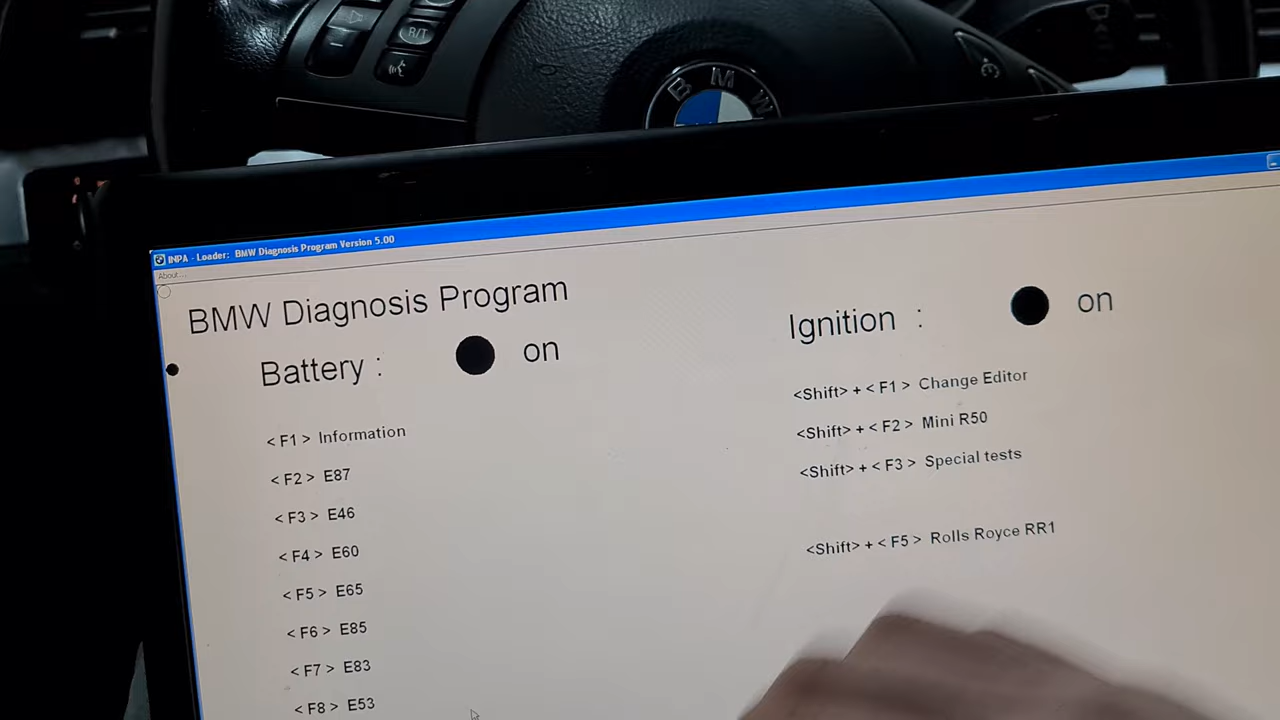 R/T
BMW
INPA - Loader: BMW Diagnosis Program Version 5.00
About...
BMW Diagnosis Program
Battery : on
Ignition : on
< F1 > Information
< F2 > E87
< F3 > E46
< F4 > E60
< F5 > E65
< F6 > E85
< F7 > E83
< F8 > E53
<Shift> + < F1 > Change Editor
<Shift> + < F2 > Mini R50
<Shift> + < F3 > Special tests
<Shift> + < F5 > Rolls Royce RR1